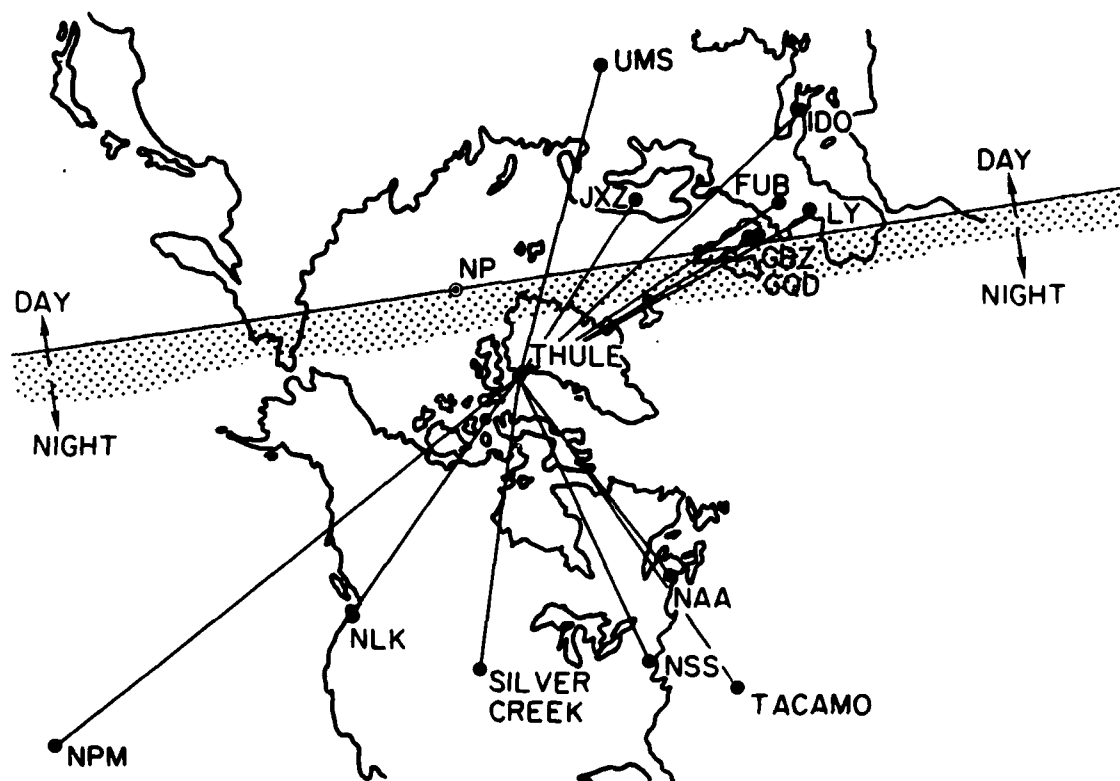 UMS
IDO
DAY
JXZ
FUB
LY
GBZ
GQD
NP
NIGHT
DAY
THULE
NIGHT
NAA
NLK
NSS
SILVER
CREEK
TACAMO
NPM